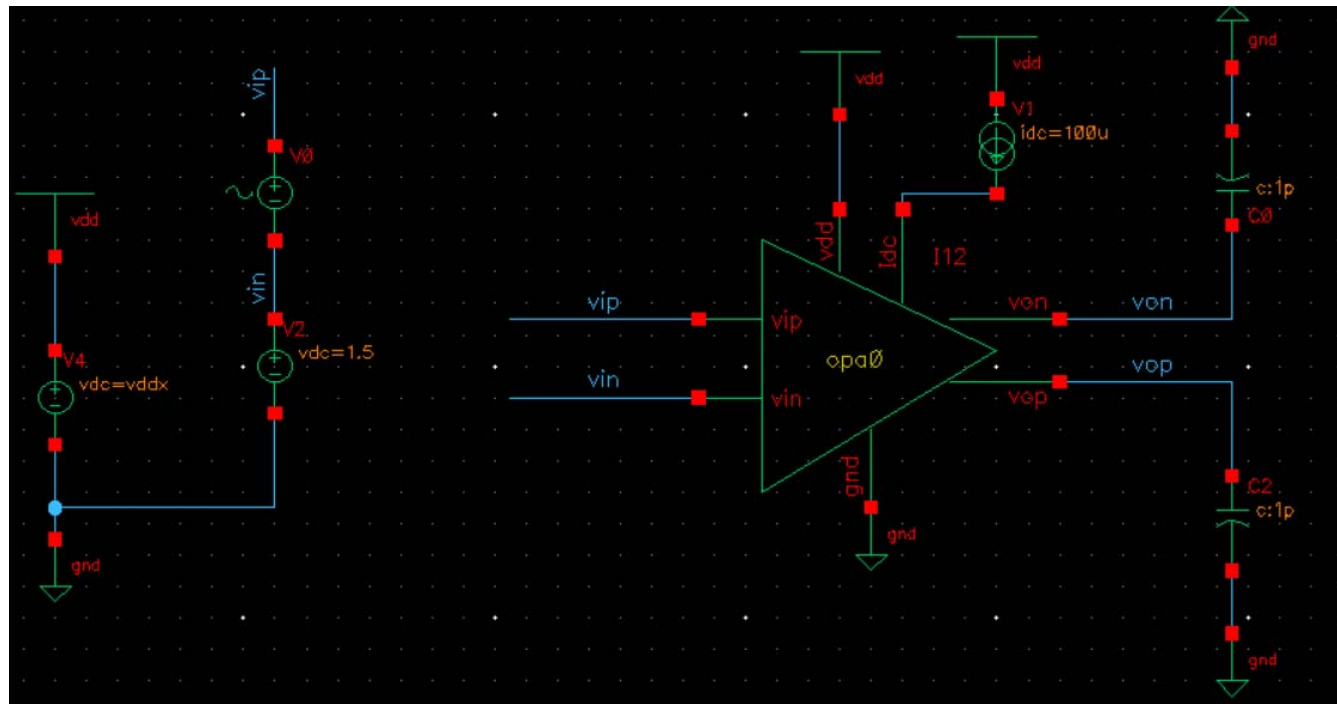 vip
V0
vdd
vin
V2
vdc=1.5
V4
vdc=vddx
gnd
vdd
vdd
V1
idc=100u
vdd
Idc
I12
vip
vip
vin
vin
opa0
von
von
vop
vop
gnd
gnd
gnd
c:1p
C0
C2
c:1p
gnd